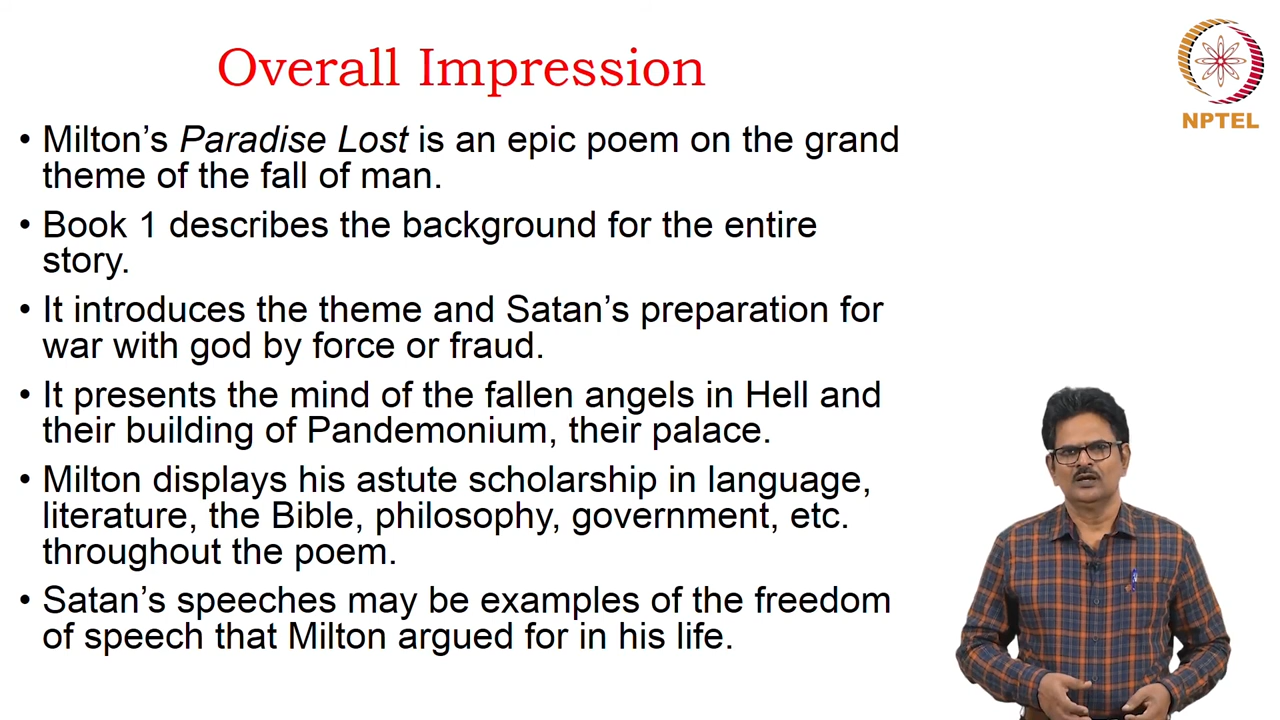 Overall Impression
NPTEL
• Milton’s Paradise Lost is an epic poem on the grand
theme of the fall of man.
• Book 1 describes the background for the entire
story.
• It introduces the theme and Satan’s preparation for
war with god by force or fraud.
• It presents the mind of the fallen angels in Hell and
their building of Pandemonium, their palace.
• Milton displays his astute scholarship in language,
literature, the Bible, philosophy, government, etc.
throughout the poem.
• Satan’s speeches may be examples of the freedom
of speech that Milton argued for in his life.